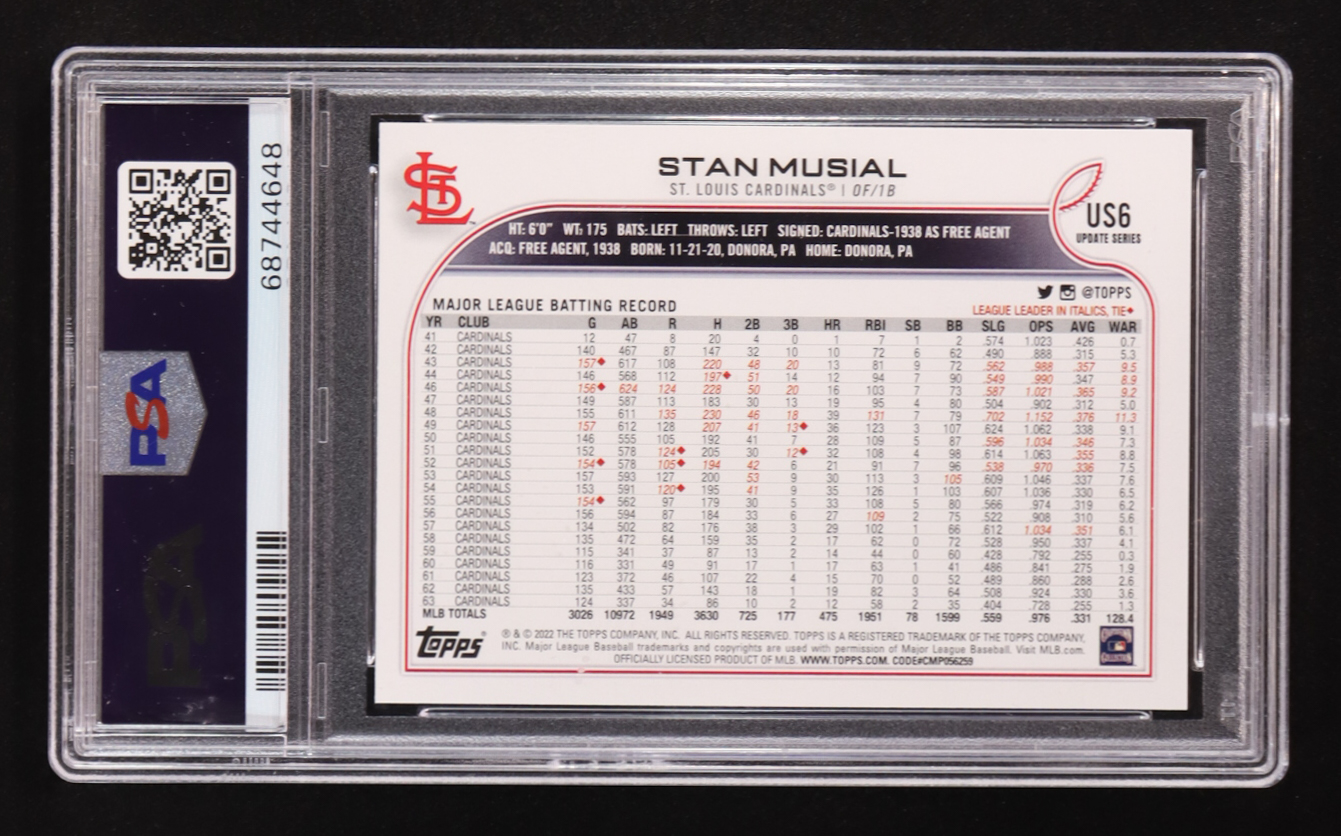 68744648
PSA
PSA
STL
STAN MUSIAL
ST. LOUIS CARDINALS® | OF/1B
US6
UPDATE SERIES
HT: 6'0" WT: 175 BATS: LEFT THROWS: LEFT SIGNED: CARDINALS-1938 AS FREE AGENT
ACQ: FREE AGENT, 1938 BORN: 11-21-20, DONORA, PA HOME: DONORA, PA
@TOPPS
MAJOR LEAGUE BATTING RECORD
LEAGUE LEADER IN ITALICS, TIE◆
YR CLUB G AB R H 2B 3B HR RBI SB BB SLG OPS AVG WAR
41 CARDINALS 12 47 8 20 4 0 1 7 1 2 .574 1.023 .426 0.7
42 CARDINALS 140 467 87 147 32 10 10 72 6 62 .490 .888 .315 5.3
43 CARDINALS 157◆ 617 108 220 48 20 13 81 9 72 .562 .988 .357 9.5
44 CARDINALS 146 568 112 197◆ 51 14 12 94 7 90 .549 .990 .347 8.9
46 CARDINALS 156◆ 624 124 228 50 20 16 103 7 73 .587 1.021 .365 9.2
47 CARDINALS 149 587 113 183 30 13 19 95 4 80 .504 .902 .312 5.0
48 CARDINALS 155 611 135 230 46 18 39 131 7 79 .702 1.152 .376 11.3
49 CARDINALS 157 612 128 207 41 13◆ 36 123 3 107 .624 1.062 .338 9.1
50 CARDINALS 146 555 105 192 41 7 28 109 5 87 .596 1.034 .346 7.3
51 CARDINALS 152 578 124◆ 205 30 12◆ 32 108 4 98 .614 1.063 .355 8.8
52 CARDINALS 154◆ 578 105◆ 194 42 6 21 91 7 96 .538 .970 .336 7.5
53 CARDINALS 157 593 127 200 53 9 30 113 3 105 .609 1.046 .337 7.6
54 CARDINALS 153 591 120◆ 195 41 9 35 126 1 103 .607 1.036 .330 6.5
55 CARDINALS 154◆ 562 97 179 30 5 33 108 5 80 .566 .974 .319 6.2
56 CARDINALS 156 594 87 184 33 6 27 109 2 75 .522 .908 .310 5.6
57 CARDINALS 134 502 82 176 38 3 29 102 1 66 .612 1.034 .351 6.1
58 CARDINALS 135 472 64 159 35 2 17 62 0 72 .528 .950 .337 4.1
59 CARDINALS 115 341 37 87 13 2 14 44 0 60 .428 .792 .255 0.3
60 CARDINALS 116 331 49 91 17 1 17 63 1 41 .486 .841 .275 1.9
61 CARDINALS 123 372 46 107 22 4 15 70 0 52 .489 .860 .288 2.6
62 CARDINALS 135 433 57 143 18 1 19 82 3 64 .508 .924 .330 3.6
63 CARDINALS 124 337 34 86 10 2 12 58 2 35 .404 .728 .255 1.3
MLB TOTALS 3026 10972 1949 3630 725 177 475 1951 78 1599 .559 .976 .331 128.4
topps®
® & © 2022 THE TOPPS COMPANY, INC. ALL RIGHTS RESERVED. TOPPS IS A REGISTERED TRADEMARK OF THE TOPPS COMPANY,
INC. Major League Baseball trademarks and copyrights are used with permission of Major League Baseball. Visit MLB.com.
OFFICIALLY LICENSED PRODUCT OF MLB. WWW.TOPPS.COM. CODE#CMP056259